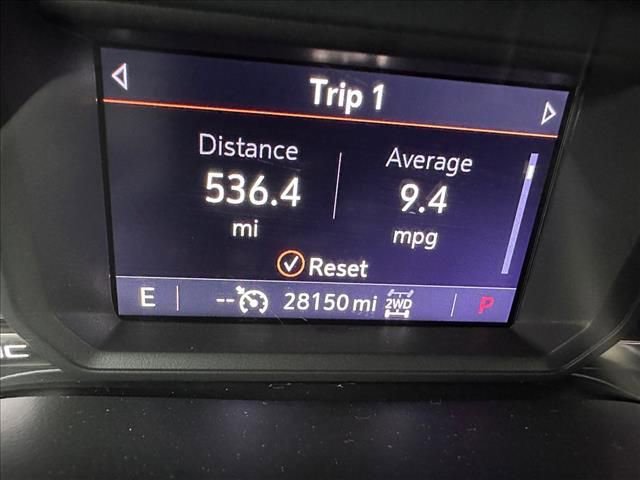 Trip 1
Distance
Average
536.4
9.4
mi
mpg
Reset
E -- 28150 mi 2WD P